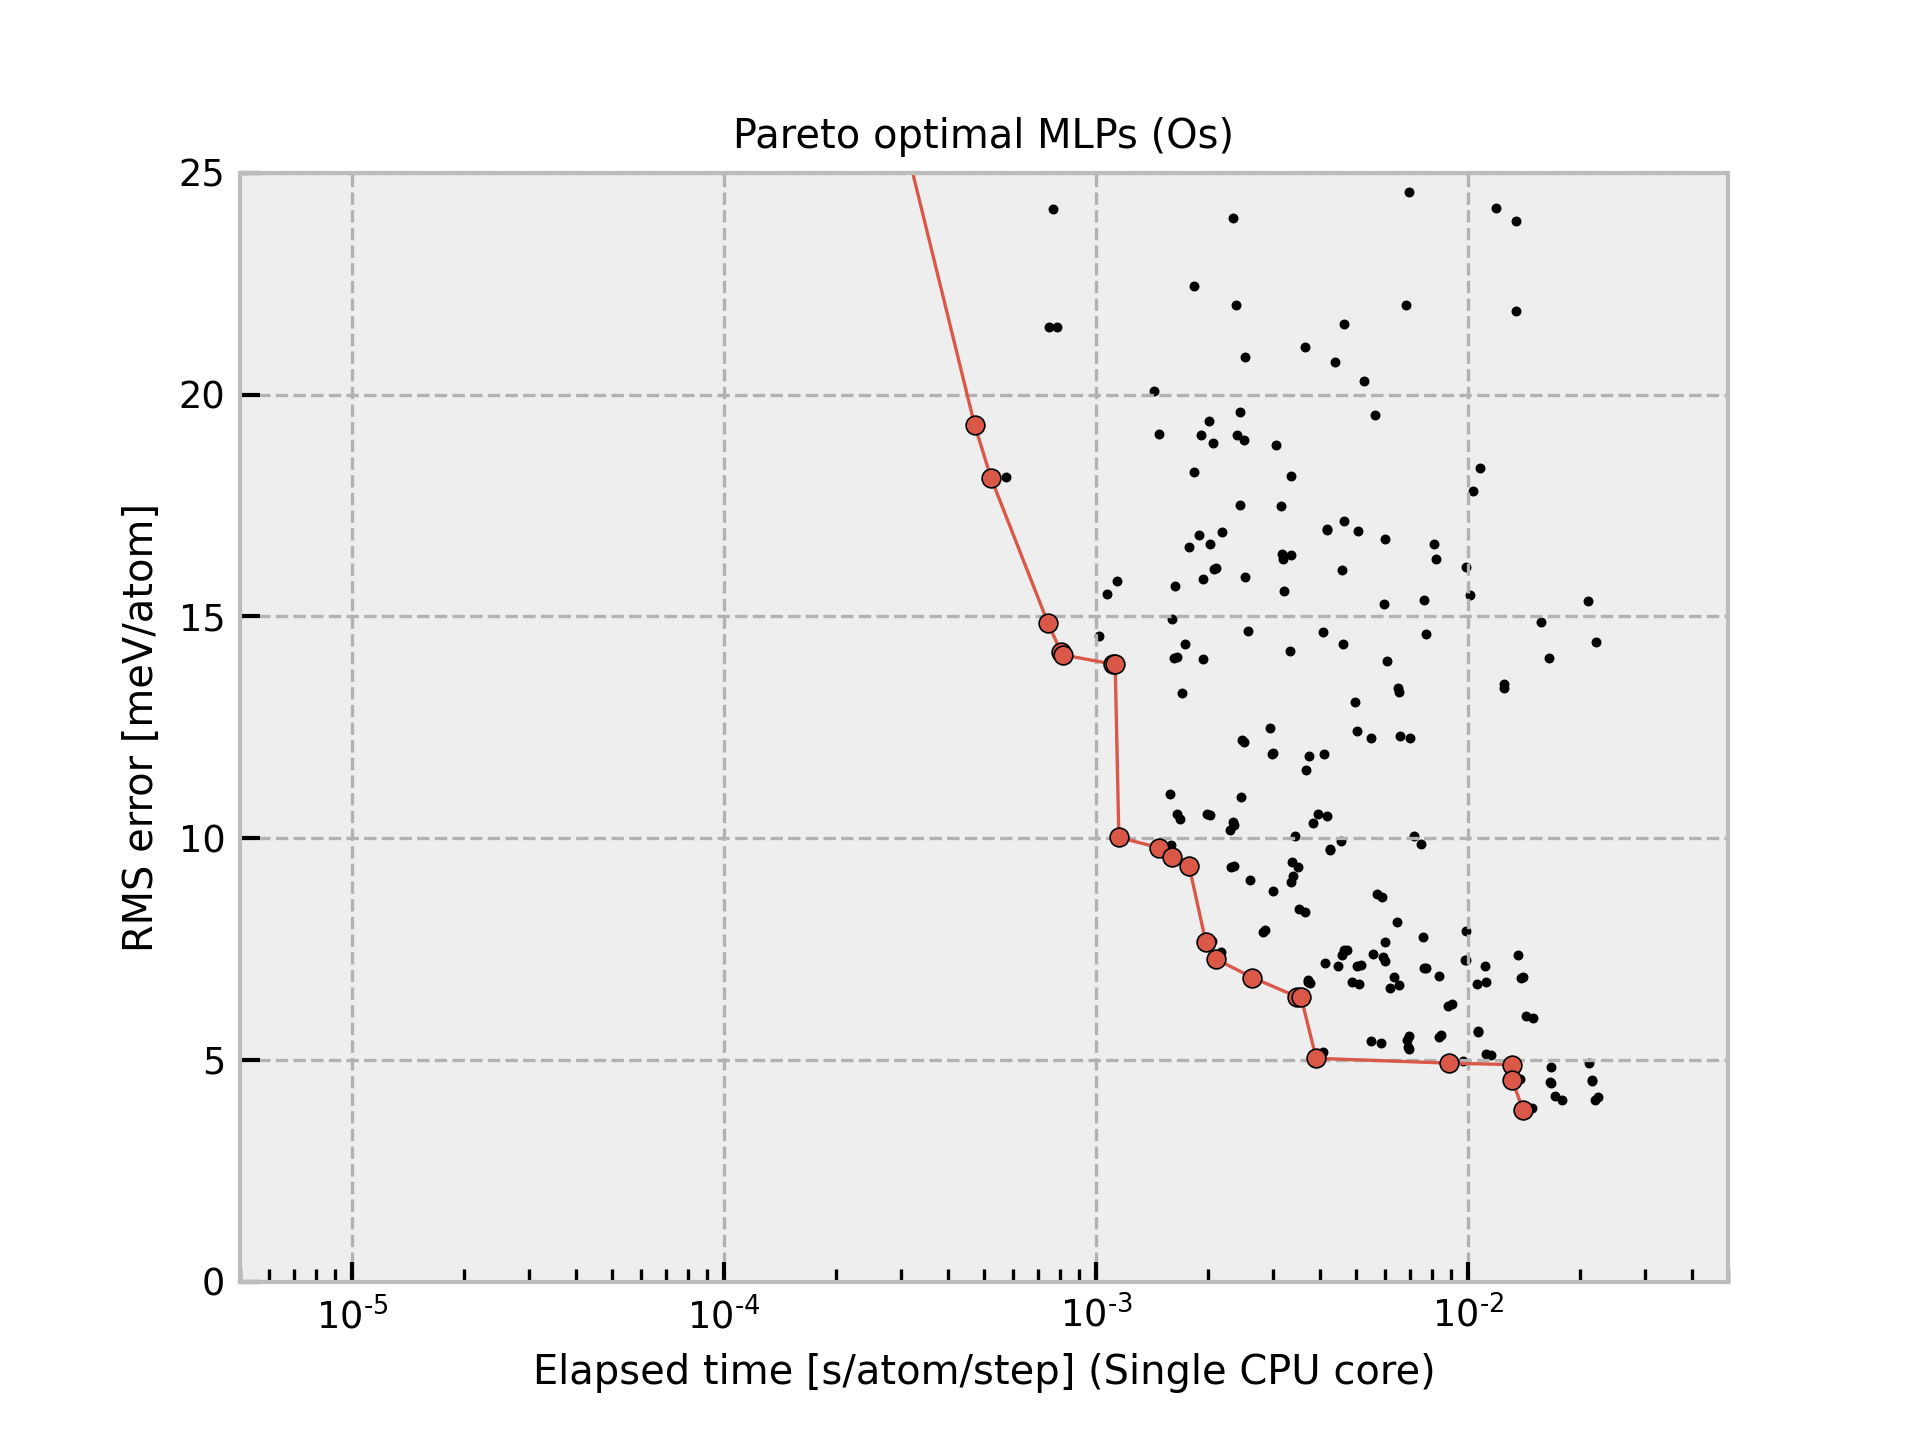 Pareto optimal MLPs (Os)
25
20
15
10
5
0
RMS error [meV/atom]
10^-5 10^-4 10^-3 10^-2
Elapsed time [s/atom/step] (Single CPU core)